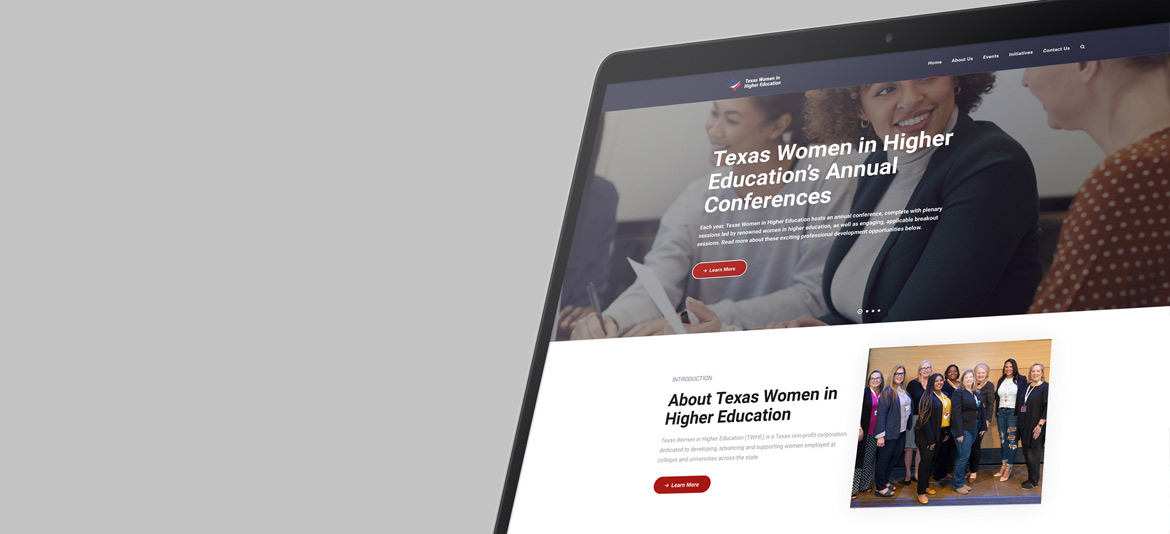 Texas Women in
Higher Education
Home About Us Events Initiatives Contact Us
Texas Women in Higher
Education's Annual
Conferences
Each year, Texas Women in Higher Education hosts an annual conference, complete with plenary
sessions led by renowned women in higher education, as well as engaging, applicable breakout
sessions. Read more about these exciting professional development opportunities below.
→ Learn More
INTRODUCTION
About Texas Women in
Higher Education
Texas Women in Higher Education (TWHE) is a Texas non-profit corporation
dedicated to developing, advancing and supporting women employed at
colleges and universities across the state
→ Learn More